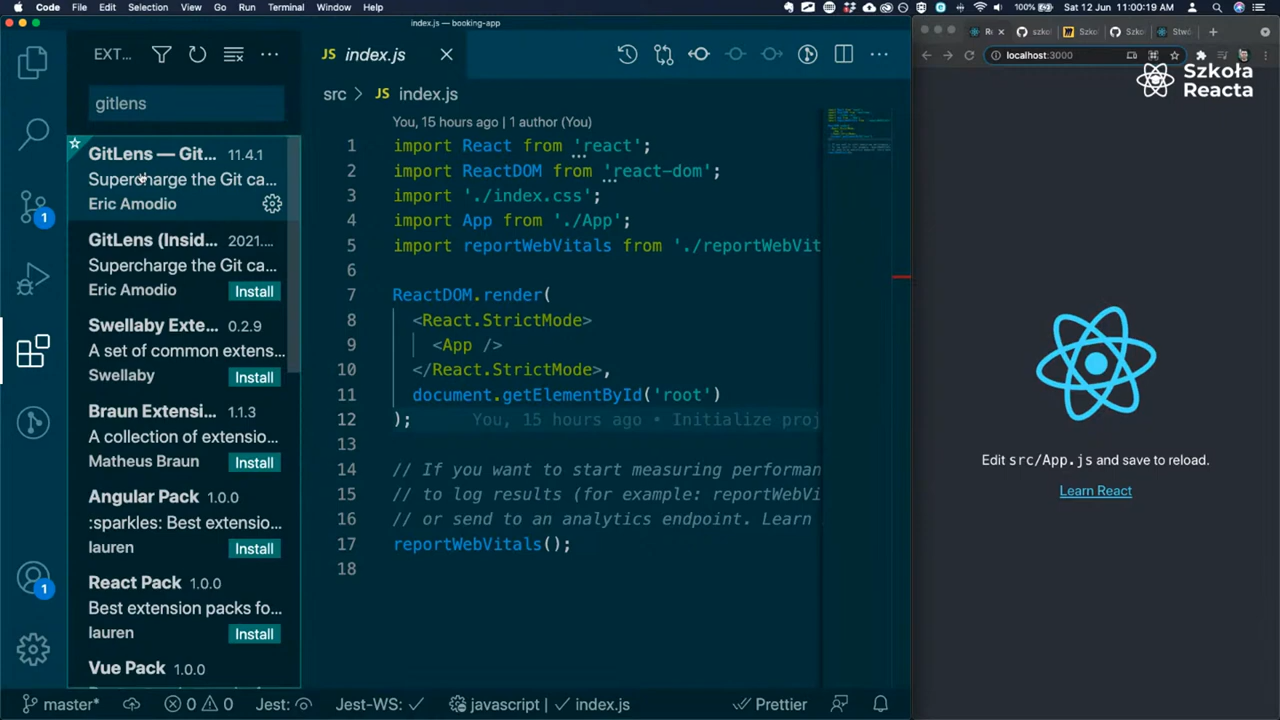 Code File Edit Selection View Go Run Terminal Window Help
100% Sat 12 Jun 11:00:19 AM
index.js — booking-app
EXT...
gitlens
GitLens — Git... 11.4.1
Supercharge the Git ca...
Eric Amodio
GitLens (Insid... 2021....
Supercharge the Git ca...
Eric Amodio Install
Swellaby Exte... 0.2.9
A set of common extens...
Swellaby Install
Braun Extensi... 1.1.3
A collection of extensio...
Matheus Braun Install
Angular Pack 1.0.0
:sparkles: Best extensio...
lauren Install
React Pack 1.0.0
Best extension packs fo...
lauren Install
Vue Pack 1.0.0
1
1
JS index.js
src > JS index.js
You, 15 hours ago | 1 author (You)
1 import React from 'react';
2 import ReactDOM from 'react-dom';
3 import './index.css';
4 import App from './App';
5 import reportWebVitals from './reportWebVit
6
7 ReactDOM.render(
8 <React.StrictMode>
9 <App />
10 </React.StrictMode>,
11 document.getElementById('root')
12 ); You, 15 hours ago • Initialize proj
13
14 // If you want to start measuring performan
15 // to log results (for example: reportWebVi
16 // or send to an analytics endpoint. Learn
17 reportWebVitals();
18
master* 0 0 Jest: Jest-WS: javascript index.js Prettier
localhost:3000
Szkoła
Reacta
Edit src/App.js and save to reload.
Learn React